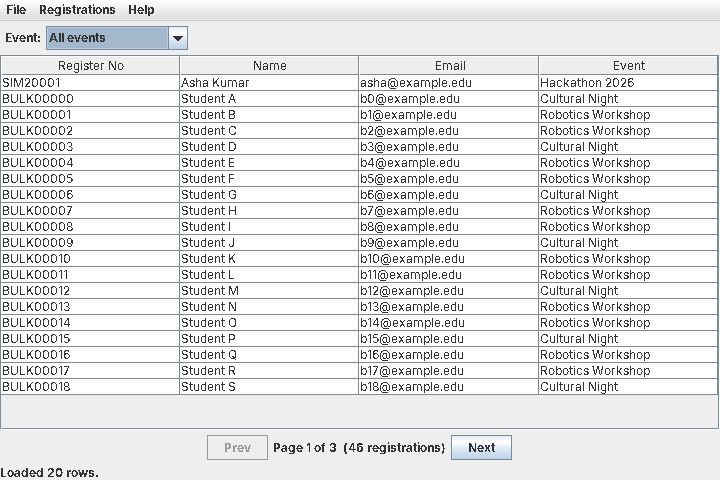 File Registrations Help
Event: All events
Register No Name Email Event
SIM20001 Asha Kumar asha@example.edu Hackathon 2026
BULK00000 Student A b0@example.edu Cultural Night
BULK00001 Student B b1@example.edu Robotics Workshop
BULK00002 Student C b2@example.edu Robotics Workshop
BULK00003 Student D b3@example.edu Cultural Night
BULK00004 Student E b4@example.edu Robotics Workshop
BULK00005 Student F b5@example.edu Robotics Workshop
BULK00006 Student G b6@example.edu Cultural Night
BULK00007 Student H b7@example.edu Robotics Workshop
BULK00008 Student I b8@example.edu Robotics Workshop
BULK00009 Student J b9@example.edu Cultural Night
BULK00010 Student K b10@example.edu Robotics Workshop
BULK00011 Student L b11@example.edu Robotics Workshop
BULK00012 Student M b12@example.edu Cultural Night
BULK00013 Student N b13@example.edu Robotics Workshop
BULK00014 Student O b14@example.edu Robotics Workshop
BULK00015 Student P b15@example.edu Cultural Night
BULK00016 Student Q b16@example.edu Robotics Workshop
BULK00017 Student R b17@example.edu Robotics Workshop
BULK00018 Student S b18@example.edu Cultural Night
Prev Page 1 of 3 (46 registrations) Next
Loaded 20 rows.